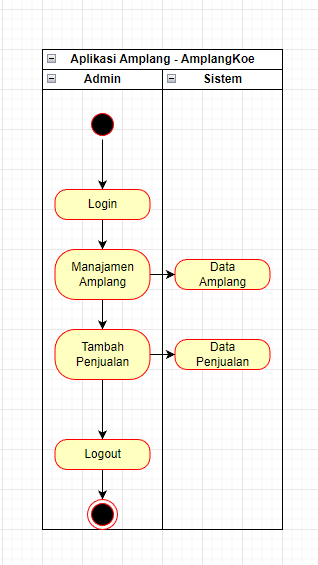 Aplikasi Amplang - AmplangKoe
Admin
Sistem
Login
Manajamen
Amplang
Data
Amplang
Tambah
Penjualan
Data
Penjualan
Logout